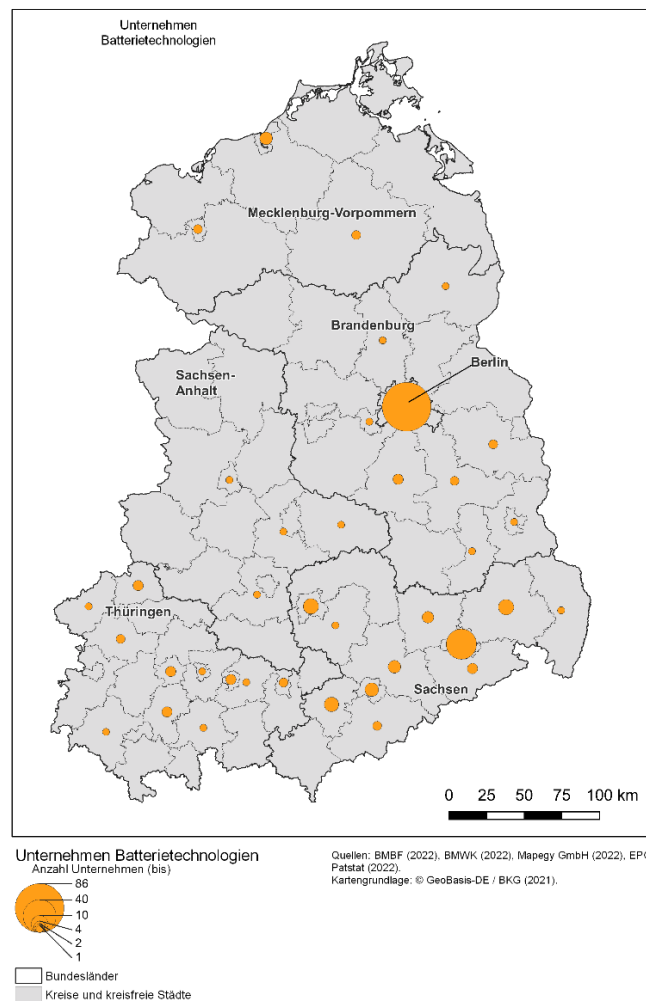 Unternehmen
Batterietechnologien
Mecklenburg-Vorpommern
Brandenburg
Berlin
Sachsen-
Anhalt
Thüringen
Sachsen
0 25 50 75 100 km
Unternehmen Batterietechnologien
Anzahl Unternehmen (bis)
86
40
10
4
2
1
Bundesländer
Kreise und kreisfreie Städte
Quellen: BMBF (2022), BMWK (2022), Mapegy GmbH (2022), EPO
Patstat (2022).
Kartengrundlage: © GeoBasis-DE / BKG (2021).